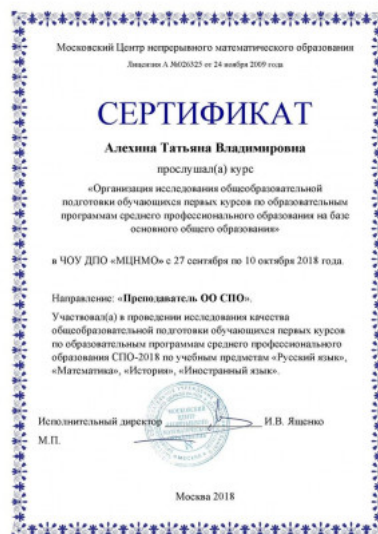 Московский Центр непрерывного математического образования
Лицензия А №026325 от 24 ноября 2009 года
СЕРТИФИКАТ
Алехина Татьяна Владимировна
прослушал(а) курс
«Организация исследования общеобразовательной
подготовки обучающихся первых курсов по образовательным
программам среднего профессионального образования на базе
основного общего образования»
в ЧОУ ДПО «МЦНМО» с 27 сентября по 10 октября 2018 года.
Направление: «Преподаватель ОО СПО».
Участвовал(а) в проведении исследования качества
общеобразовательной подготовки обучающихся первых курсов
по образовательным программам среднего профессионального
образования СПО-2018 по учебным предметам «Русский язык»,
«Математика», «История», «Иностранный язык».
Исполнительный директор И.В. Ященко
М.П.
Москва 2018